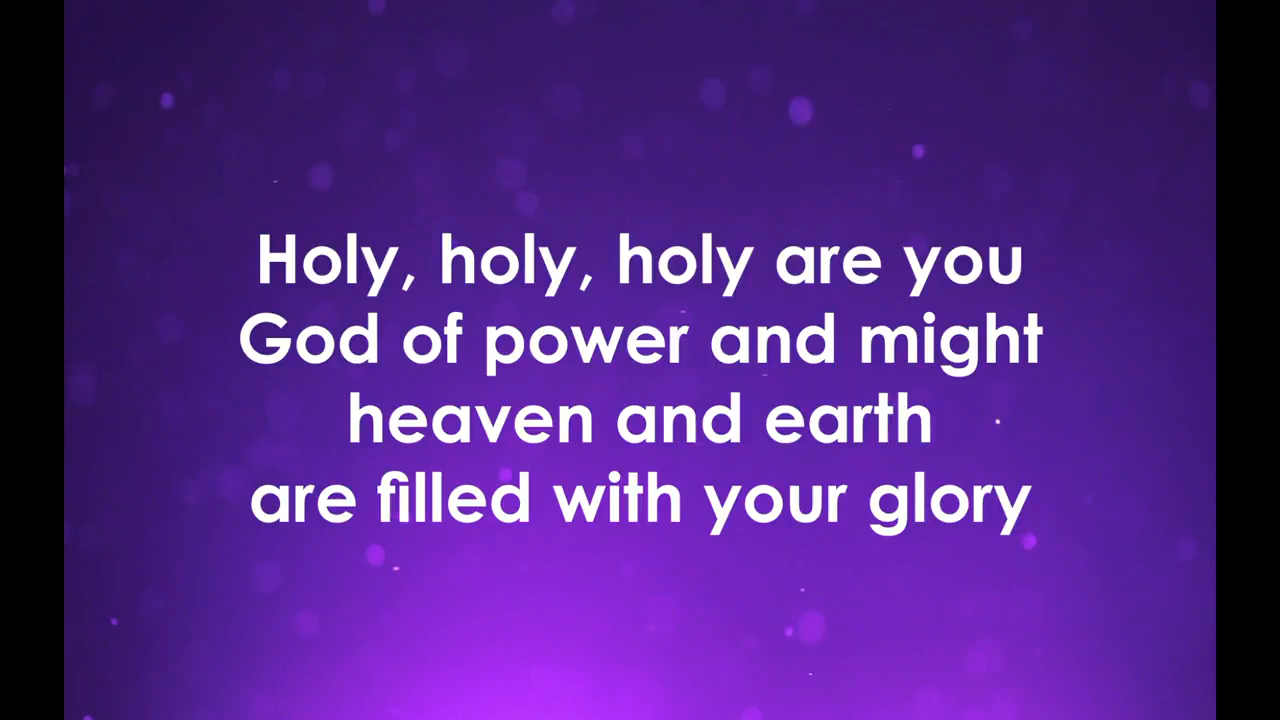 Holy, holy, holy are you
God of power and might
heaven and earth
are filled with your glory